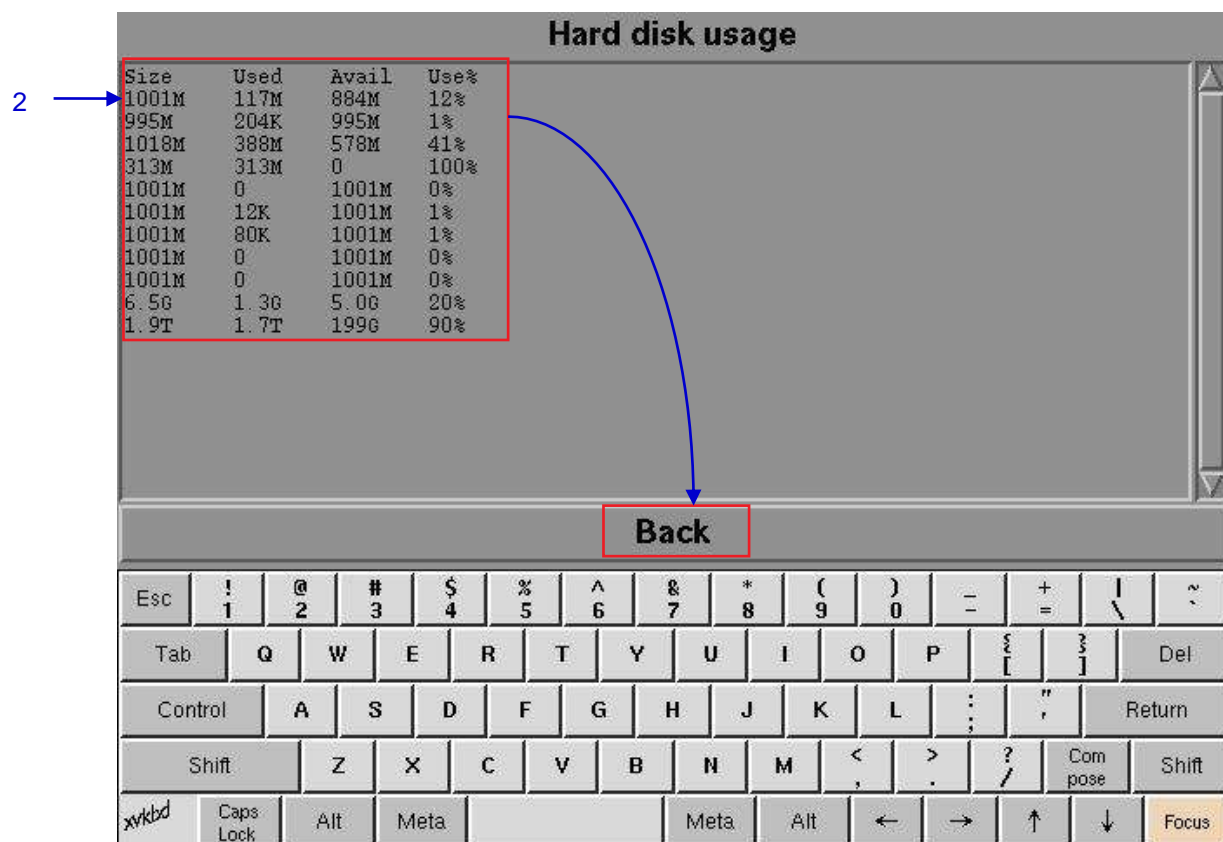 Hard disk usage
2
Size Used Avail Use%
1001M 117M 884M 12%
995M 204K 995M 1%
1018M 388M 578M 41%
313M 313M 0 100%
1001M 0 1001M 0%
1001M 12K 1001M 1%
1001M 80K 1001M 1%
1001M 0 1001M 0%
1001M 0 1001M 0%
6.5G 1.3G 5.0G 20%
1.9T 1.7T 199G 90%
Back
Esc ! 1 @ 2 # 3 $ 4 % 5 ^ 6 & 7 * 8 ( 9 ) 0 _ - + = | \ ~ `
Tab Q W E R T Y U I O P { [ } ] Del
Control A S D F G H J K L : ; " ' Return
Shift Z X C V B N M < , > . ? / Com pose Shift
xvkbd Caps Lock Alt Meta Meta Alt ← → ↑ ↓ Focus